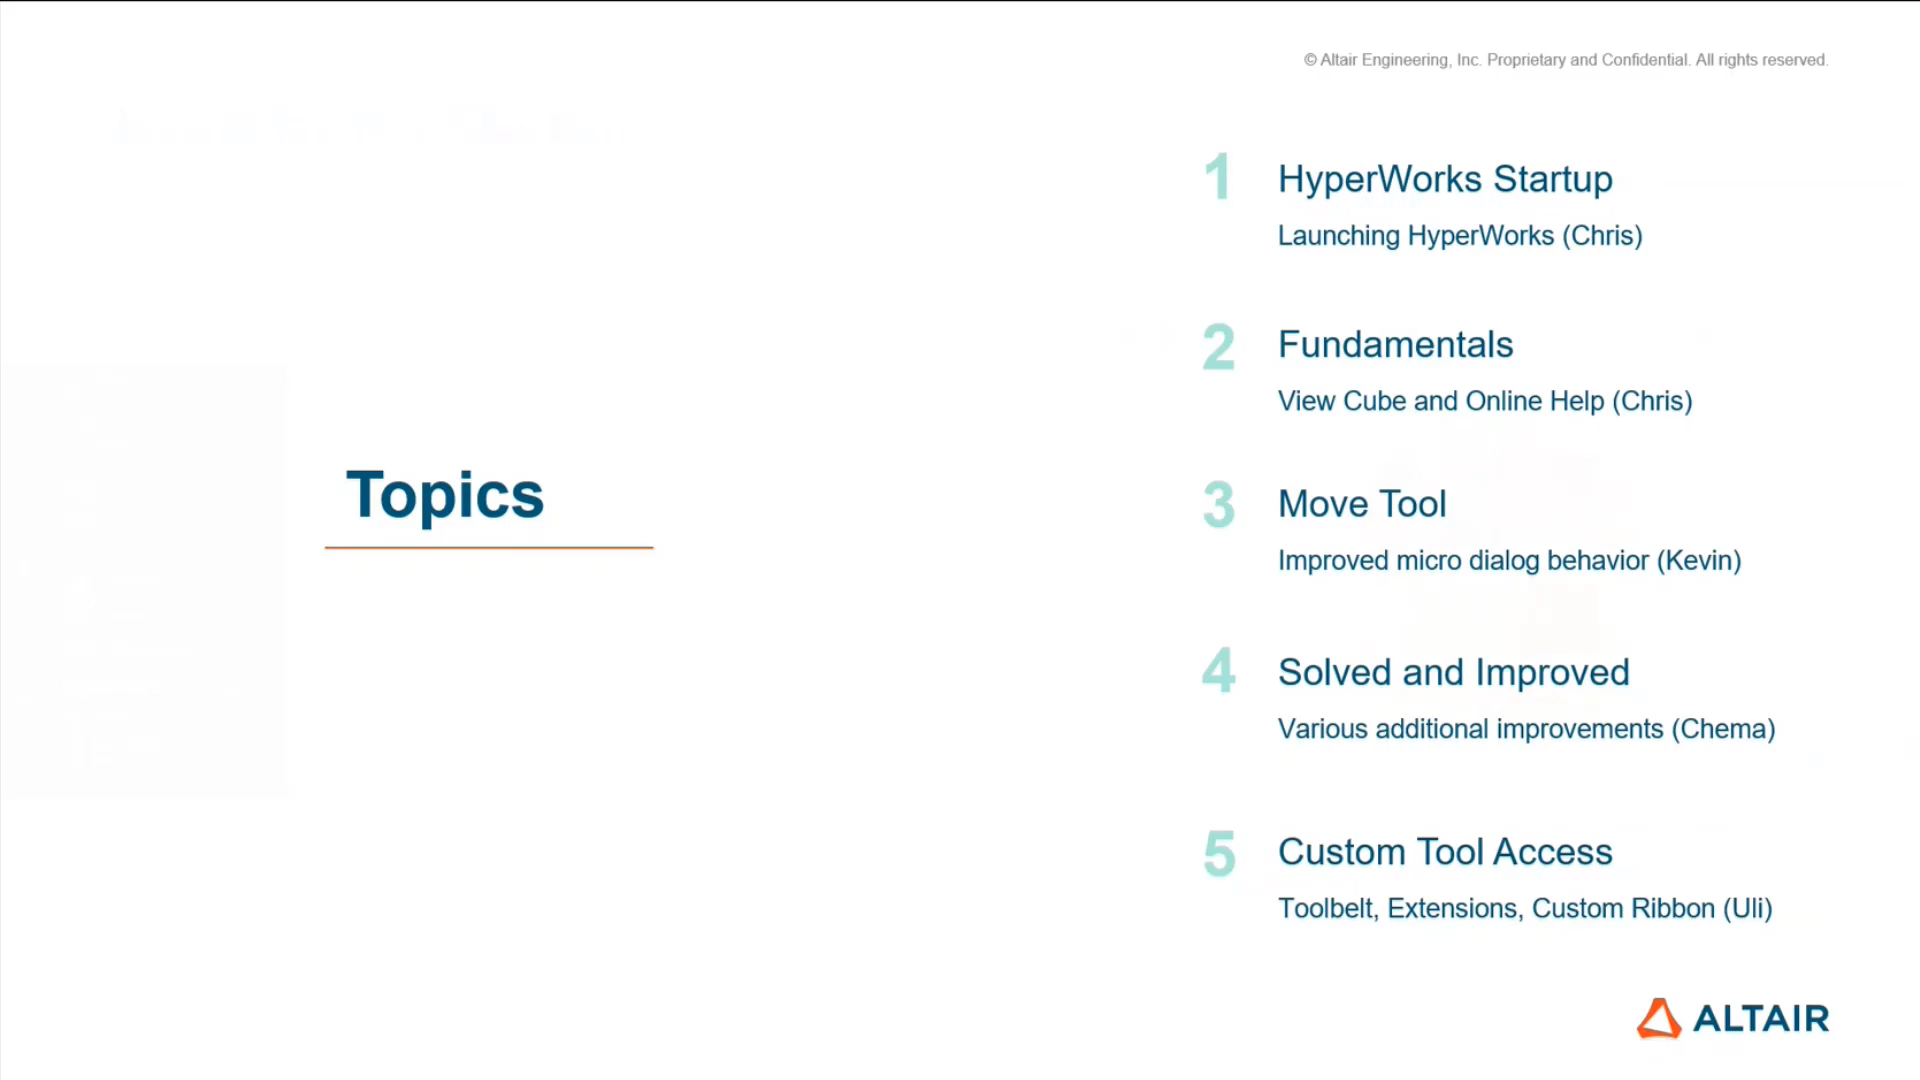 © Altair Engineering, Inc. Proprietary and Confidential. All rights reserved.
Topics
1 HyperWorks Startup
Launching HyperWorks (Chris)
2 Fundamentals
View Cube and Online Help (Chris)
3 Move Tool
Improved micro dialog behavior (Kevin)
4 Solved and Improved
Various additional improvements (Chema)
5 Custom Tool Access
Toolbelt, Extensions, Custom Ribbon (Uli)
ALTAIR